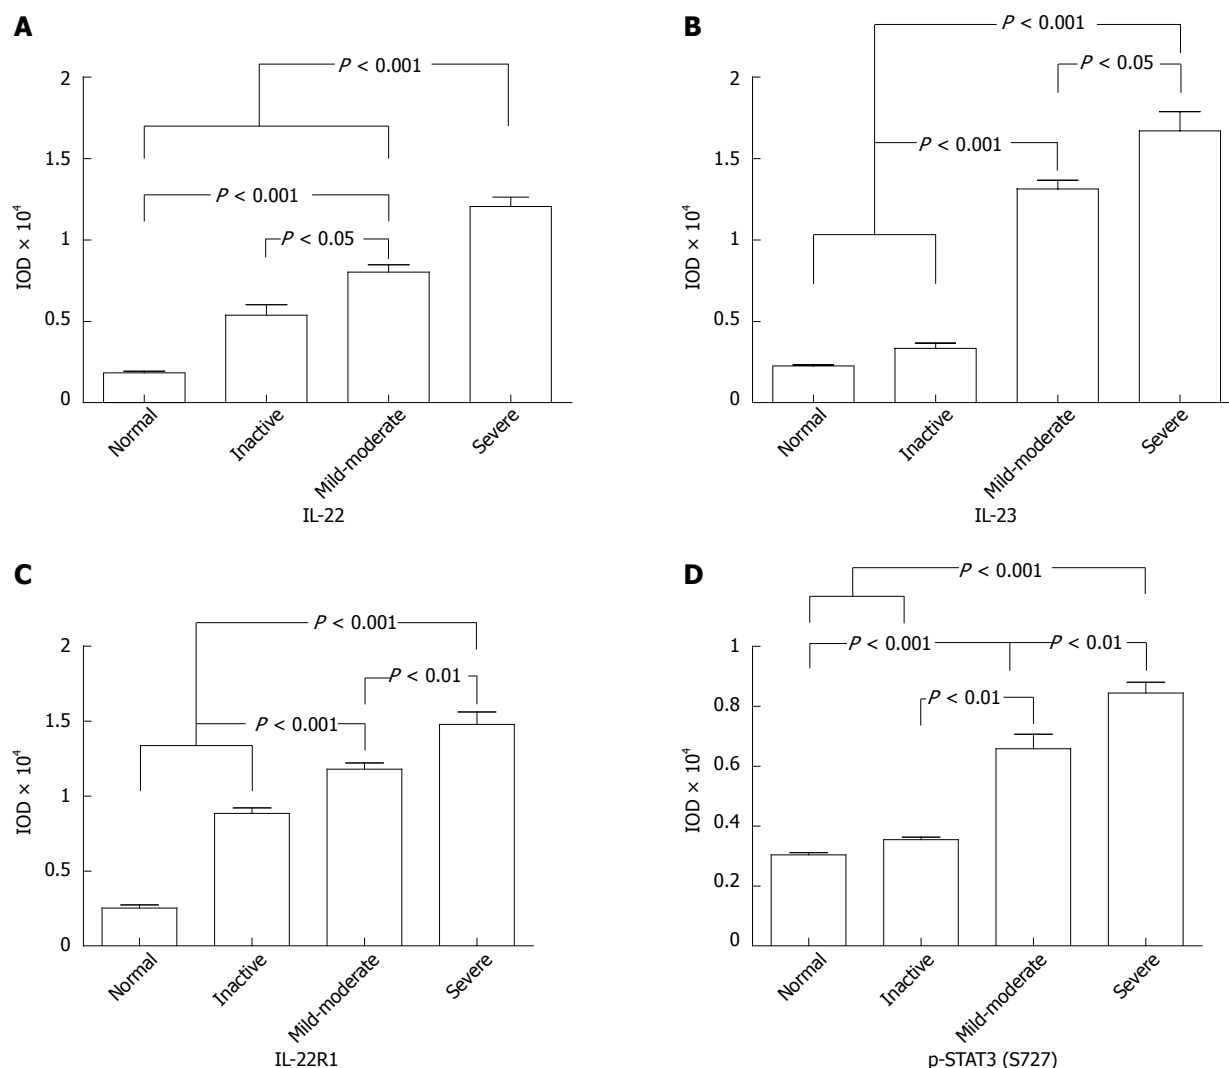 A
P < 0.001
P < 0.001
P < 0.05
2
1.5
1
0.5
0
IOD × 10⁴
Normal
Inactive
Mild-moderate
Severe
IL-22
B
P < 0.001
P < 0.05
P < 0.001
2
1.5
1
0.5
0
IOD × 10⁴
Normal
Inactive
Mild-moderate
Severe
IL-23
C
P < 0.001
P < 0.01
P < 0.001
2
1.5
1
0.5
0
IOD × 10⁴
Normal
Inactive
Mild-moderate
Severe
IL-22R1
D
P < 0.001
P < 0.001
P < 0.01
P < 0.01
1
0.8
0.6
0.4
0.2
0
IOD × 10⁴
Normal
Inactive
Mild-moderate
Severe
p-STAT3 (S727)